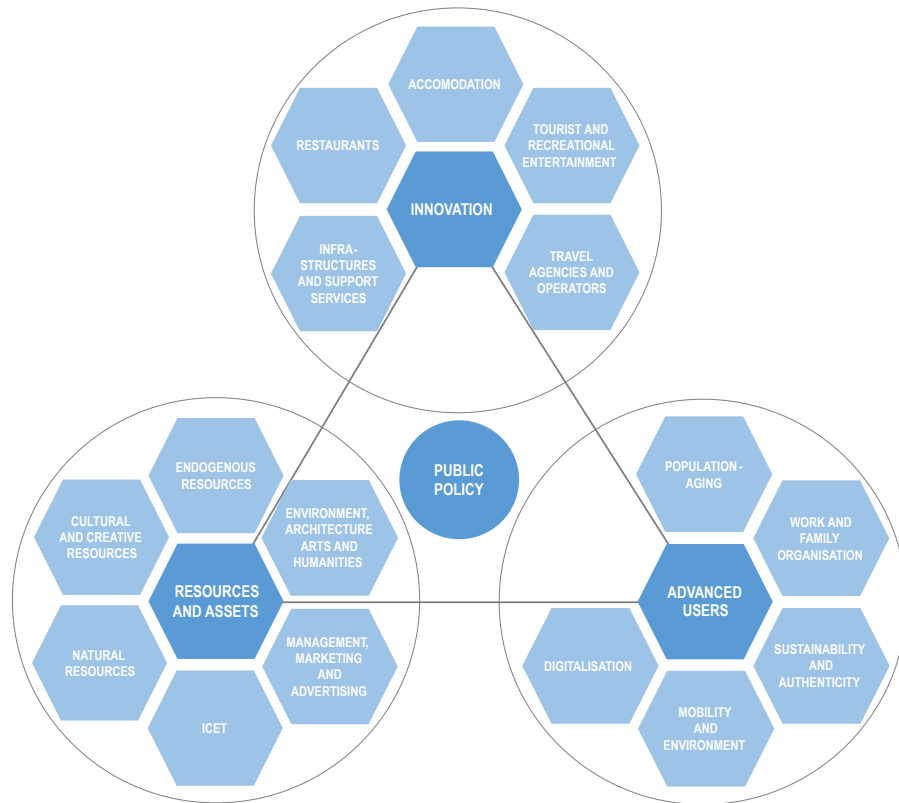 ACCOMODATION
RESTAURANTS
TOURIST AND
RECREATIONAL
ENTERTAINMENT
INNOVATION
INFRA-
STRUCTURES
AND SUPPORT
SERVICES
TRAVEL
AGENCIES AND
OPERATORS
PUBLIC
POLICY
ENDOGENOUS
RESOURCES
CULTURAL
AND CREATIVE
RESOURCES
ENVIRONMENT,
ARCHITECTURE
ARTS AND
HUMANITIES
RESOURCES
AND ASSETS
NATURAL
RESOURCES
MANAGEMENT,
MARKETING
AND
ADVERTISING
ICET
POPULATION-
AGING
WORK AND
FAMILY
ORGANISATION
ADVANCED
USERS
DIGITALISATION
SUSTAINABILITY
AND
AUTHENTICITY
MOBILITY
AND
ENVIRONMENT